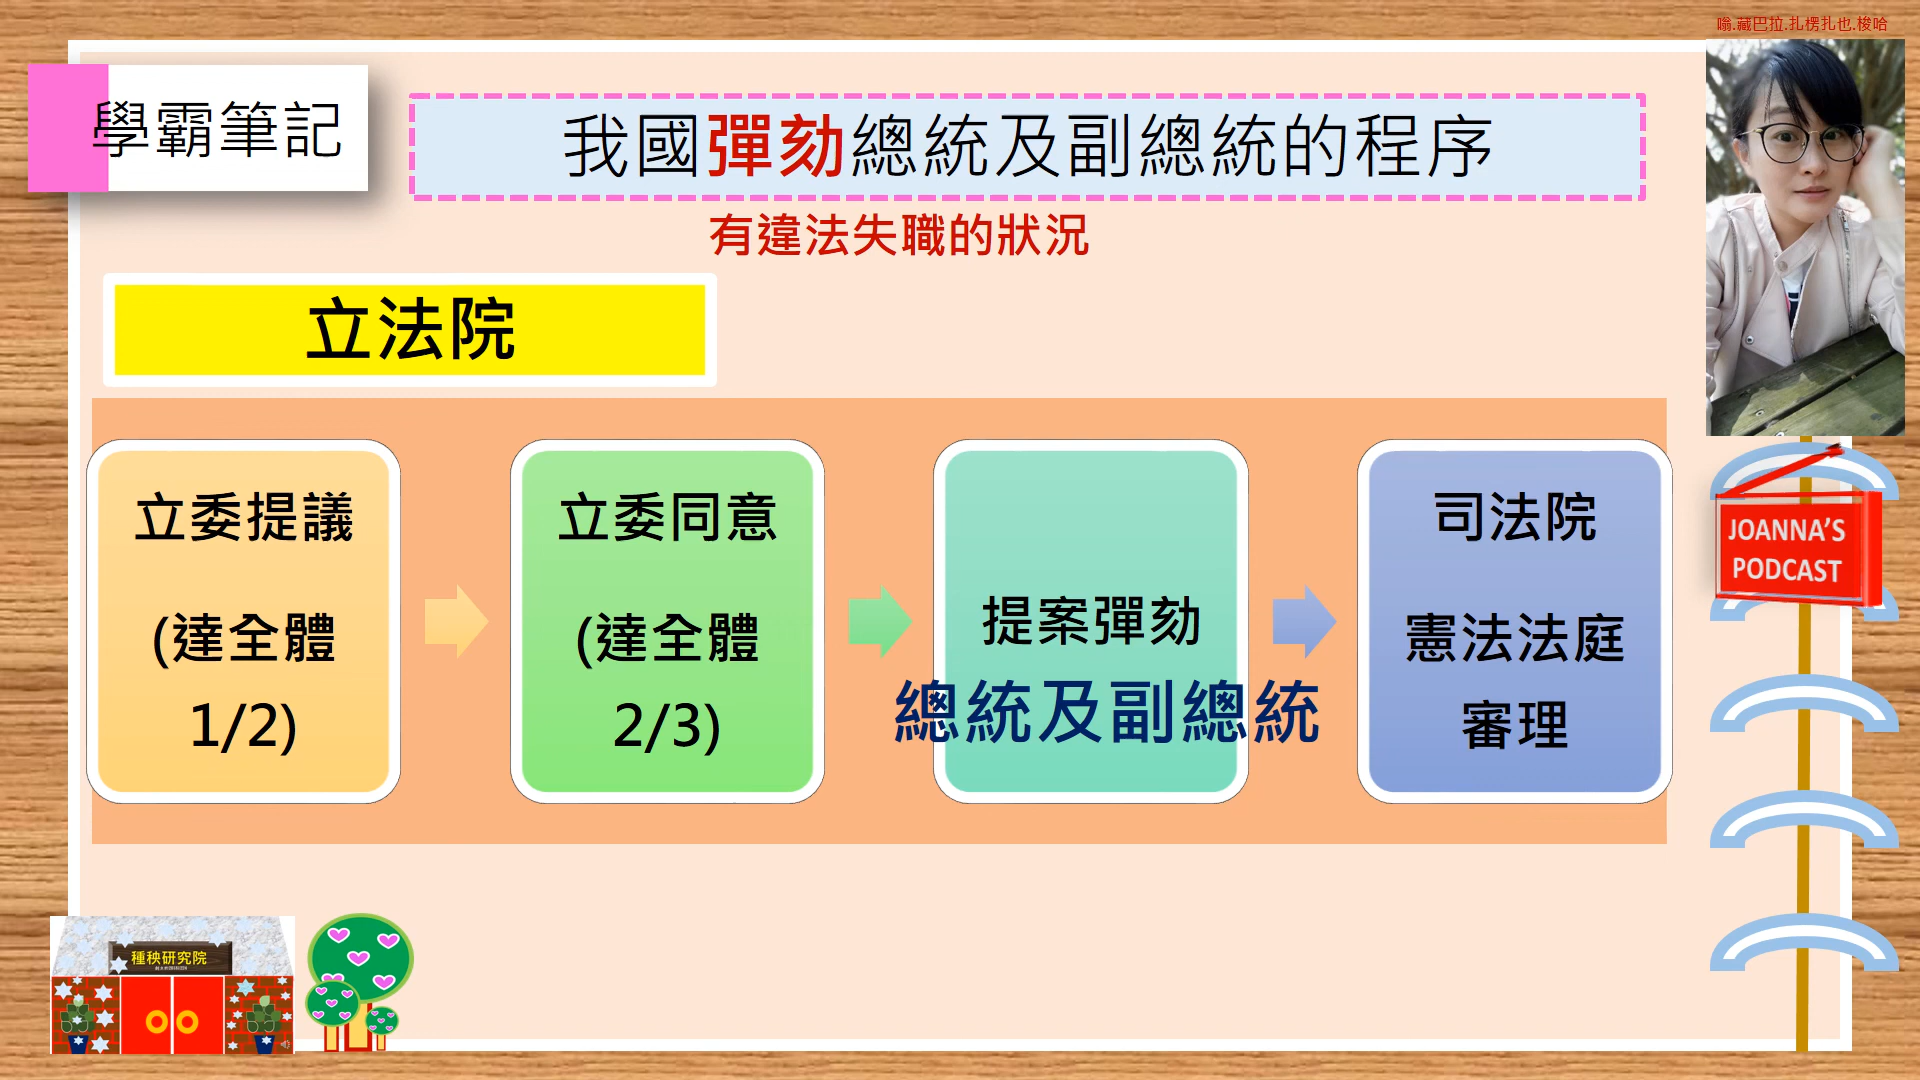 嗡.藏巴拉.扎楞扎也.梭哈
學霸筆記
我國彈劾總統及副總統的程序
有違法失職的狀況
立法院
立委提議
(達全體
1/2)
立委同意
(達全體
2/3)
提案彈劾
總統及副總統
司法院
憲法法庭
審理
JOANNA'S
PODCAST
種秧研究院